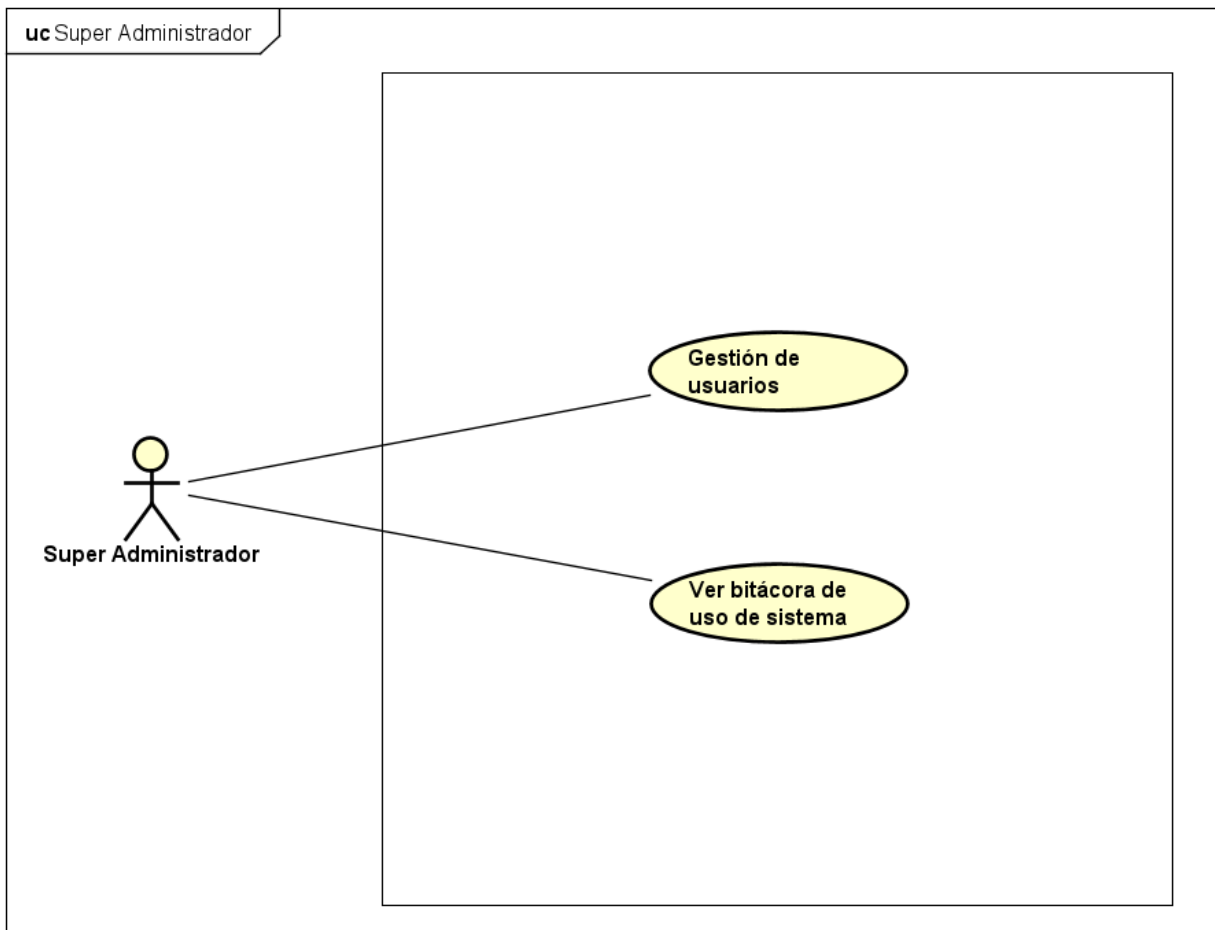 uc Super Administrador
Gestión de
usuarios
Super Administrador
Ver bitácora de
uso de sistema